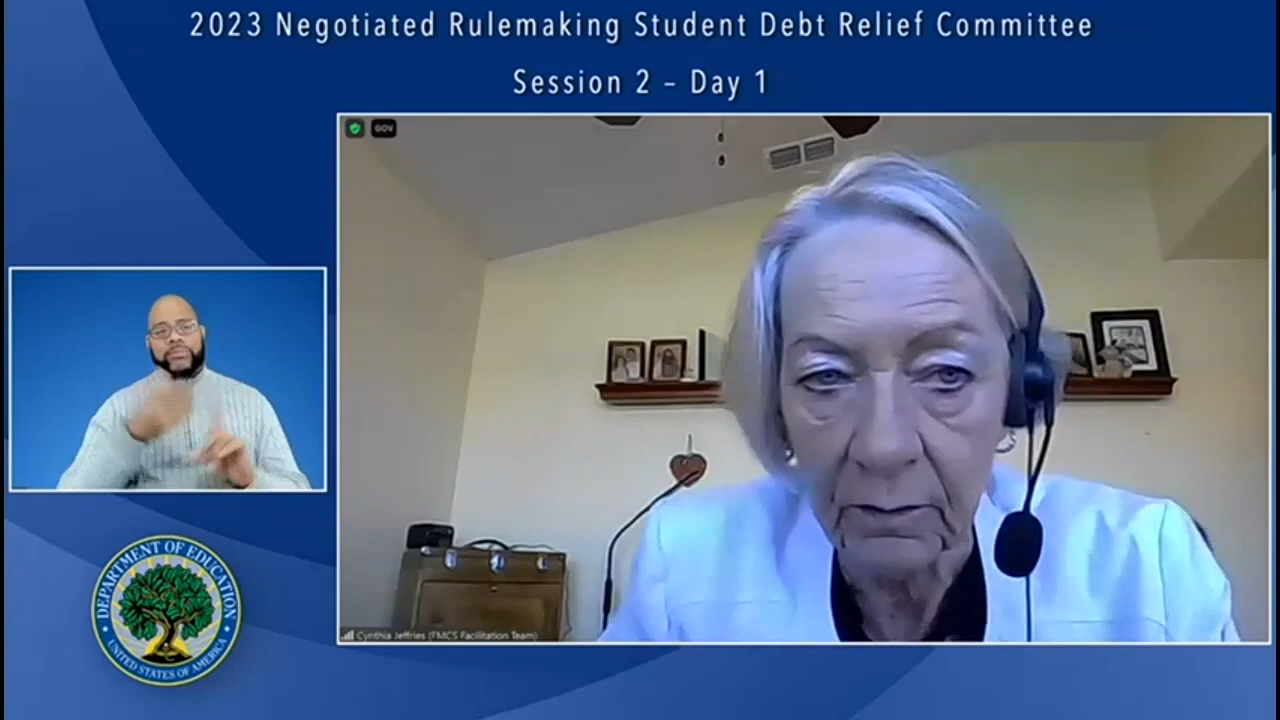 2023 Negotiated Rulemaking Student Debt Relief Committee
Session 2 – Day 1
GOV
Cynthia Jeffries (FMCS Facilitation Team)
DEPARTMENT OF EDUCATION
UNITED STATES OF AMERICA